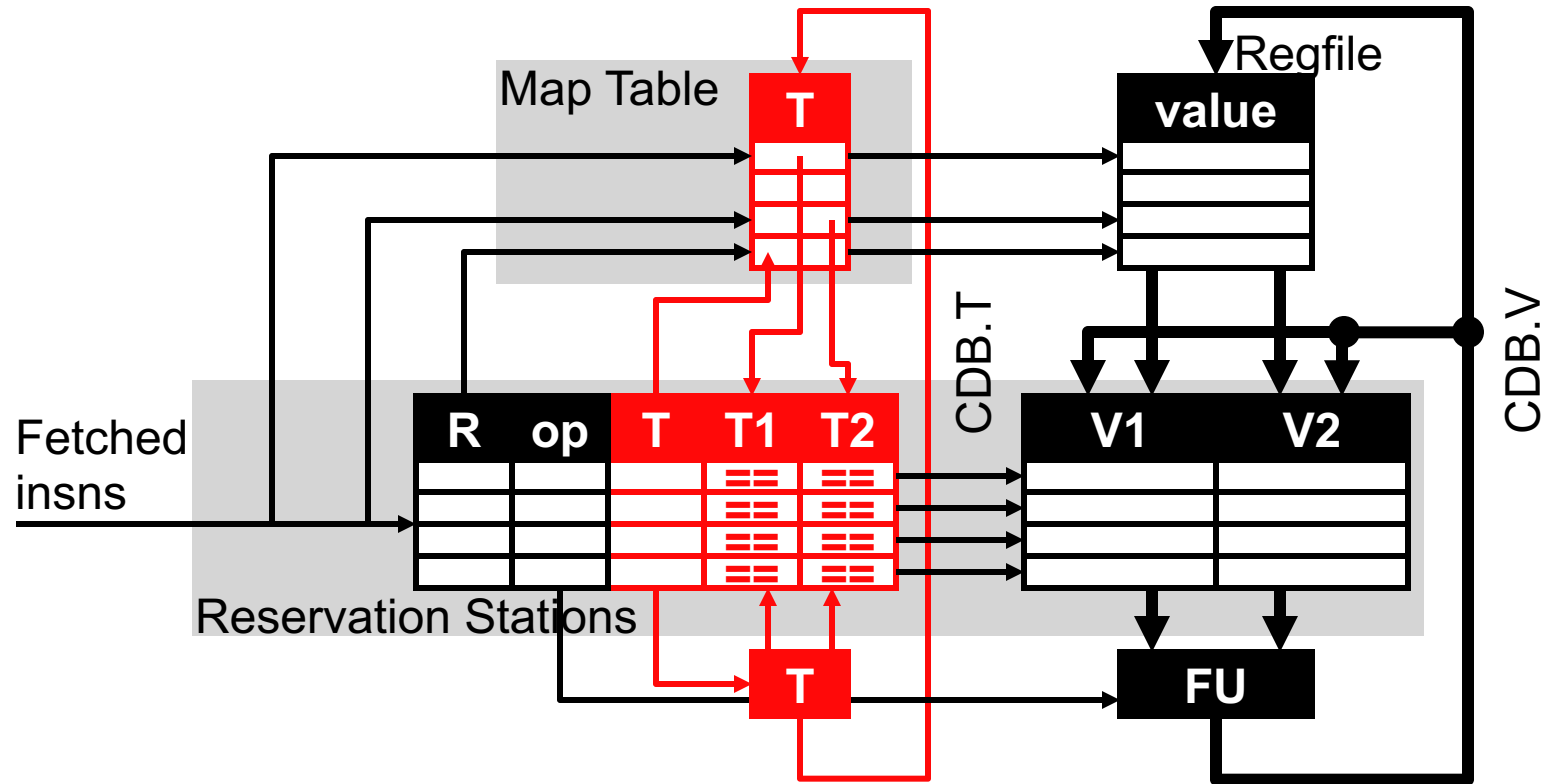 Regfile
Map Table
T
value
CDB.T
CDB.V
R op T T1 T2
V1 V2
Fetched
insns
== ==
== ==
== ==
== ==
Reservation Stations
T
FU